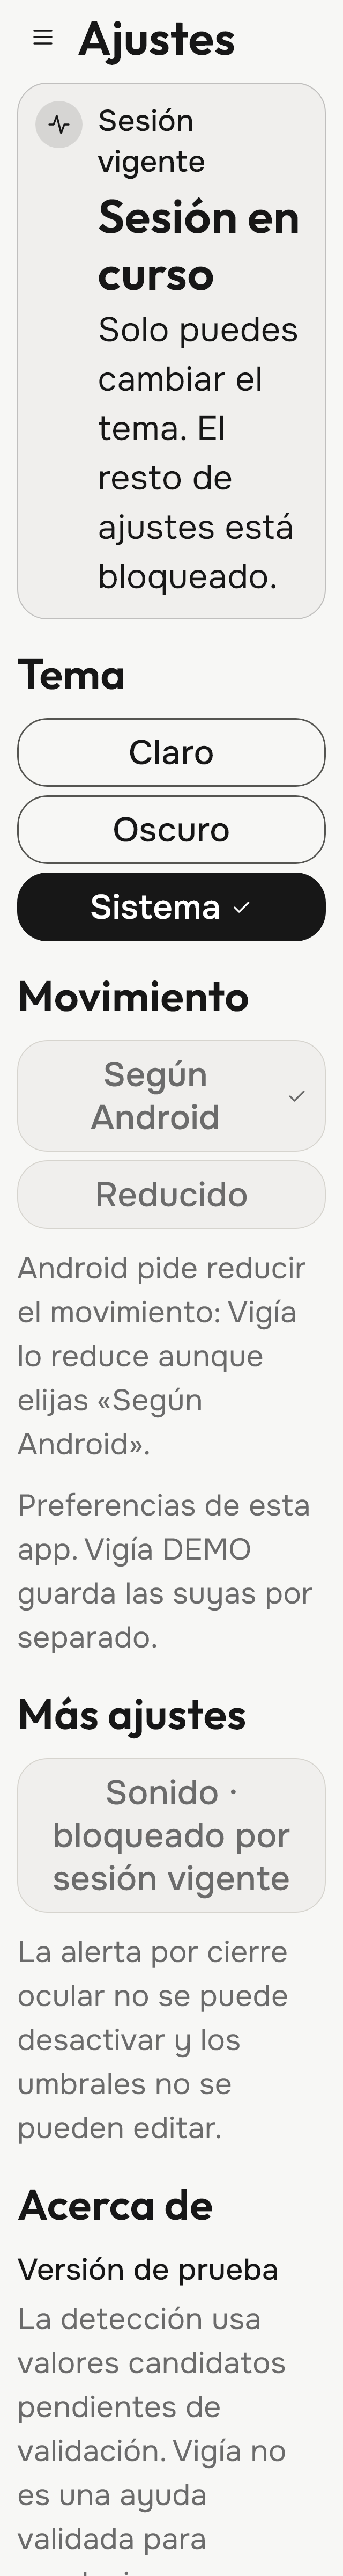 Ajustes
Sesión
vigente
Sesión en
curso
Solo puedes
cambiar el
tema. El
resto de
ajustes está
bloqueado.
Tema
Claro
Oscuro
Sistema
Movimiento
Según
Android
Reducido
Android pide reducir
el movimiento: Vigía
lo reduce aunque
elijas «Según
Android».
Preferencias de esta
app. Vigía DEMO
guarda las suyas por
separado.
Más ajustes
Sonido ·
bloqueado por
sesión vigente
La alerta por cierre
ocular no se puede
desactivar y los
umbrales no se
pueden editar.
Acerca de
Versión de prueba
La detección usa
valores candidatos
pendientes de
validación. Vigía no
es una ayuda
validada para